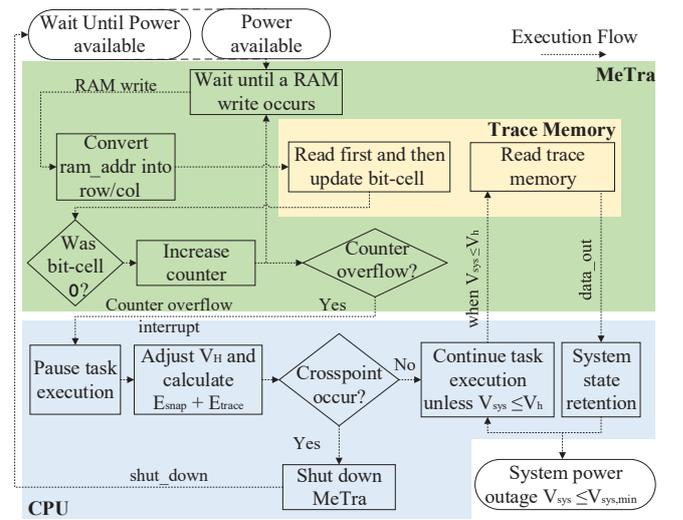 Wait Until Power
available
Power
available
Execution Flow
MeTra
RAM write
Wait until a RAM
write occurs
Trace Memory
Convert
ram_addr into
row/col
Read first and then
update bit-cell
Read trace
memory
Was
bit-cell
0?
Increase
counter
Counter
overflow?
when Vsys ≤Vh
data_out
Counter overflow
interrupt
Yes
Pause task
execution
Adjust VH and
calculate
Esnap + Etrace
Crosspoint
occur?
No
Continue task
execution
unless Vsys ≤Vh
System
state
retention
Yes
shut_down
Shut down
MeTra
System power
outage Vsys ≤Vsys,min
CPU